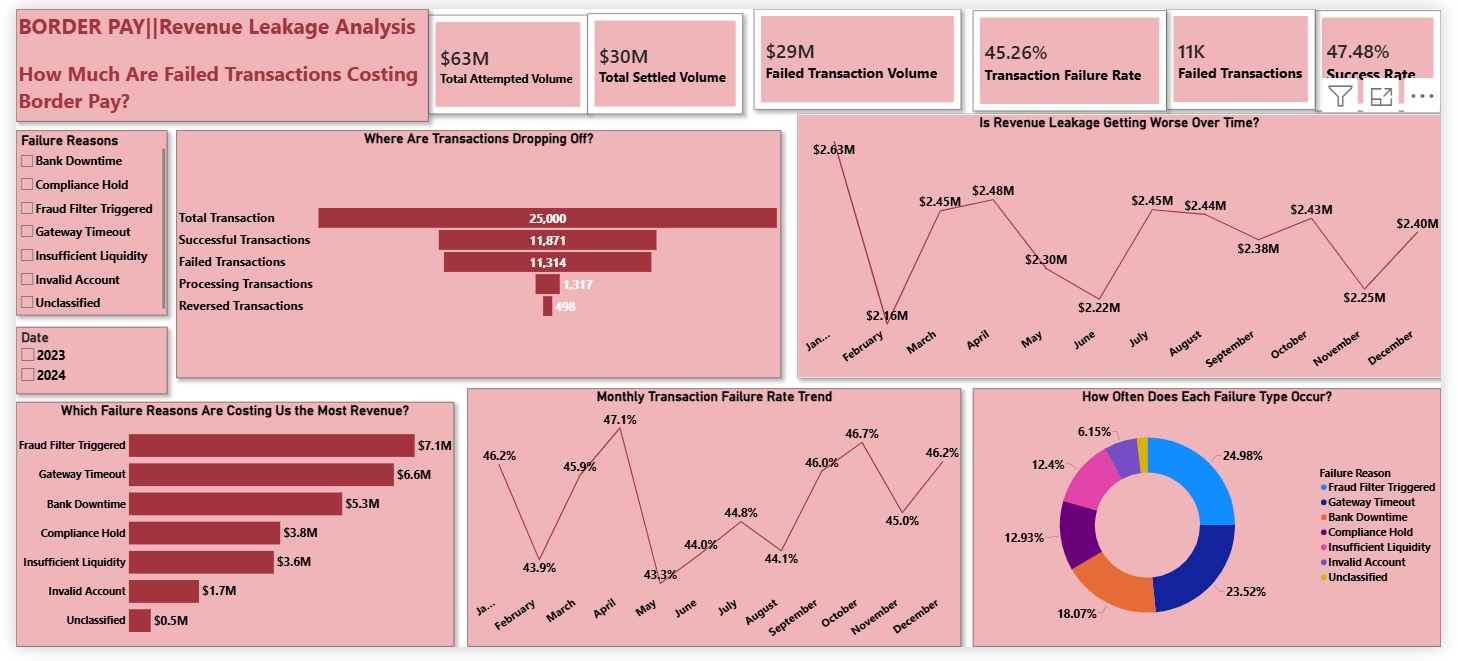 BORDER PAY||Revenue Leakage Analysis
How Much Are Failed Transactions Costing
Border Pay?
$63M
Total Attempted Volume
$30M
Total Settled Volume
$29M
Failed Transaction Volume
45.26%
Transaction Failure Rate
11K
Failed Transactions
47.48%
Success Rate
Failure Reasons
Bank Downtime
Compliance Hold
Fraud Filter Triggered
Gateway Timeout
Insufficient Liquidity
Invalid Account
Unclassified
Date
2023
2024
Where Are Transactions Dropping Off?
Total Transaction 25,000
Successful Transactions 11,871
Failed Transactions 11,314
Processing Transactions 1,317
Reversed Transactions 498
Is Revenue Leakage Getting Worse Over Time?
$2.63M
$2.16M
$2.45M
$2.48M
$2.30M
$2.22M
$2.45M
$2.44M
$2.38M
$2.43M
$2.25M
$2.40M
Jan...
February
March
April
May
June
July
August
September
October
November
December
Which Failure Reasons Are Costing Us the Most Revenue?
Fraud Filter Triggered $7.1M
Gateway Timeout $6.6M
Bank Downtime $5.3M
Compliance Hold $3.8M
Insufficient Liquidity $3.6M
Invalid Account $1.7M
Unclassified $0.5M
Monthly Transaction Failure Rate Trend
46.2%
43.9%
45.9%
47.1%
43.3%
44.0%
44.8%
44.1%
46.0%
46.7%
45.0%
46.2%
Ja...
February
March
April
May
June
July
August
September
October
November
December
How Often Does Each Failure Type Occur?
24.98%
23.52%
18.07%
12.93%
12.4%
6.15%
Failure Reason
Fraud Filter Triggered
Gateway Timeout
Bank Downtime
Compliance Hold
Insufficient Liquidity
Invalid Account
Unclassified